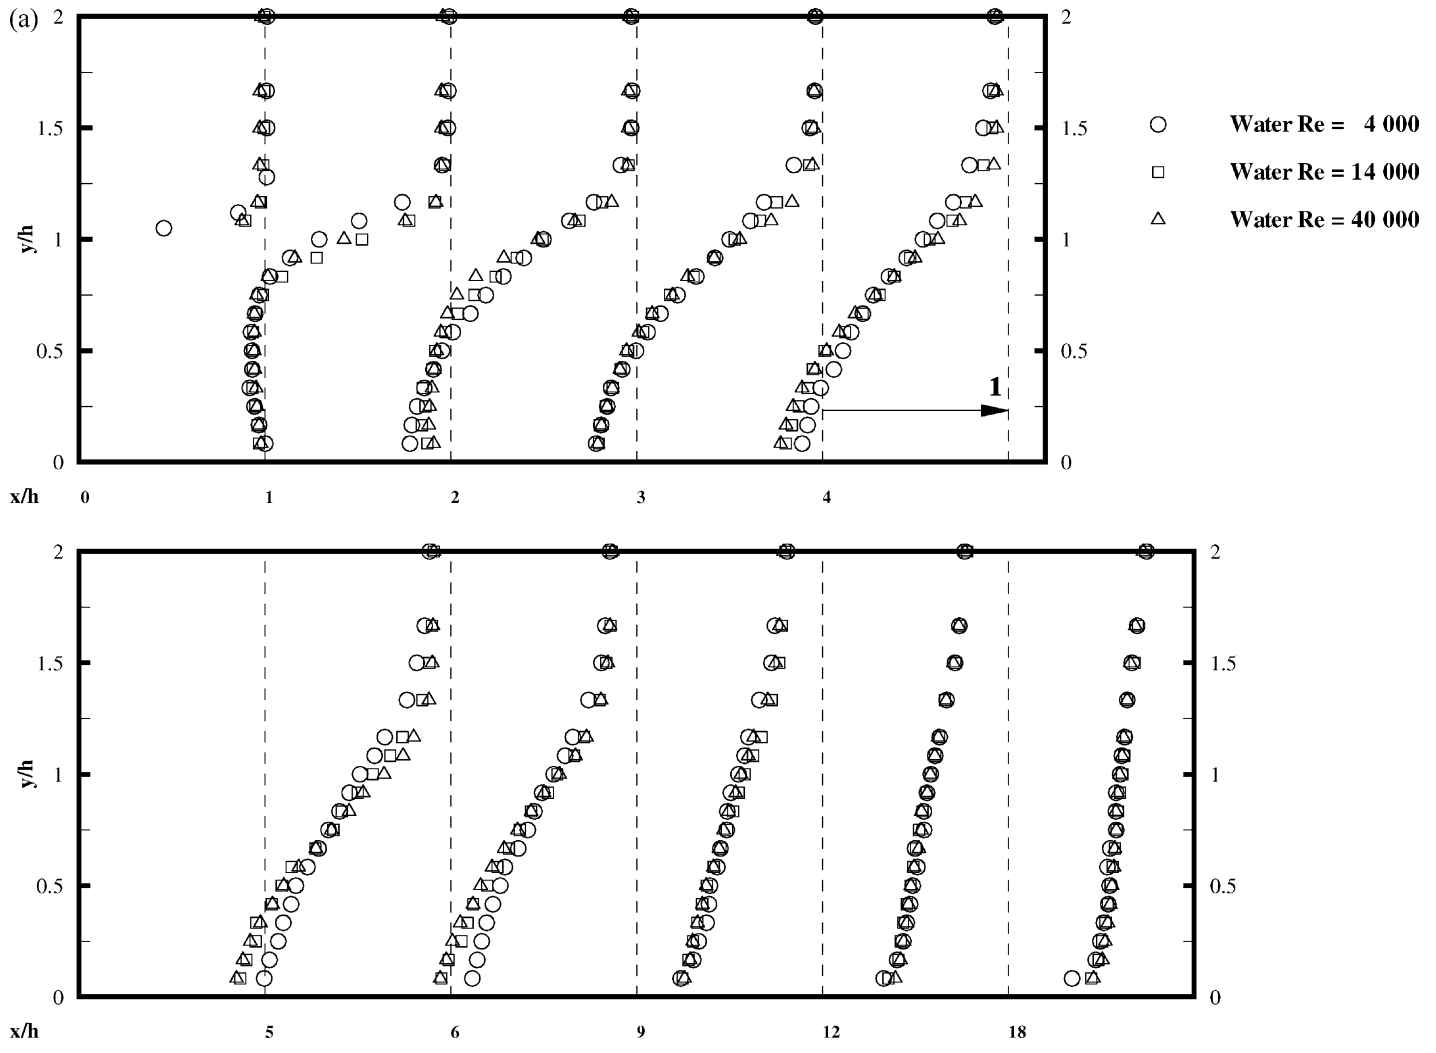 (a)
2 2
1.5 1.5
y/h 1 1
0.5 0.5
1
0 0
x/h 0 1 2 3 4
Water Re = 4 000
Water Re = 14 000
Water Re = 40 000
2 2
1.5 1.5
y/h 1 1
0.5 0.5
0 0
x/h 5 6 9 12 18